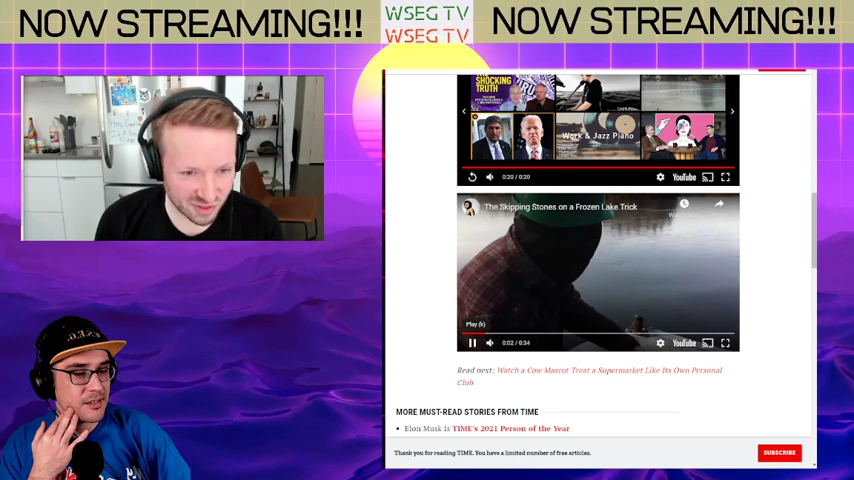 NOW STREAMING!!!
WSEG TV
WSEG TV
NOW STREAMING!!!
SHOCKING
TRUTH
Work & Jazz Piano
0:20 / 0:20
YouTube
The Skipping Stones on a Frozen Lake Trick
Play (k)
0:02 / 0:34
YouTube
Read next: Watch a Cow Mascot Treat a Supermarket Like Its Own Personal
Club
MORE MUST-READ STORIES FROM TIME
Elon Musk Is TIME's 2021 Person of the Year
Thank you for reading TIME. You have a limited number of free articles.
SUBSCRIBE
W.S.E.G.